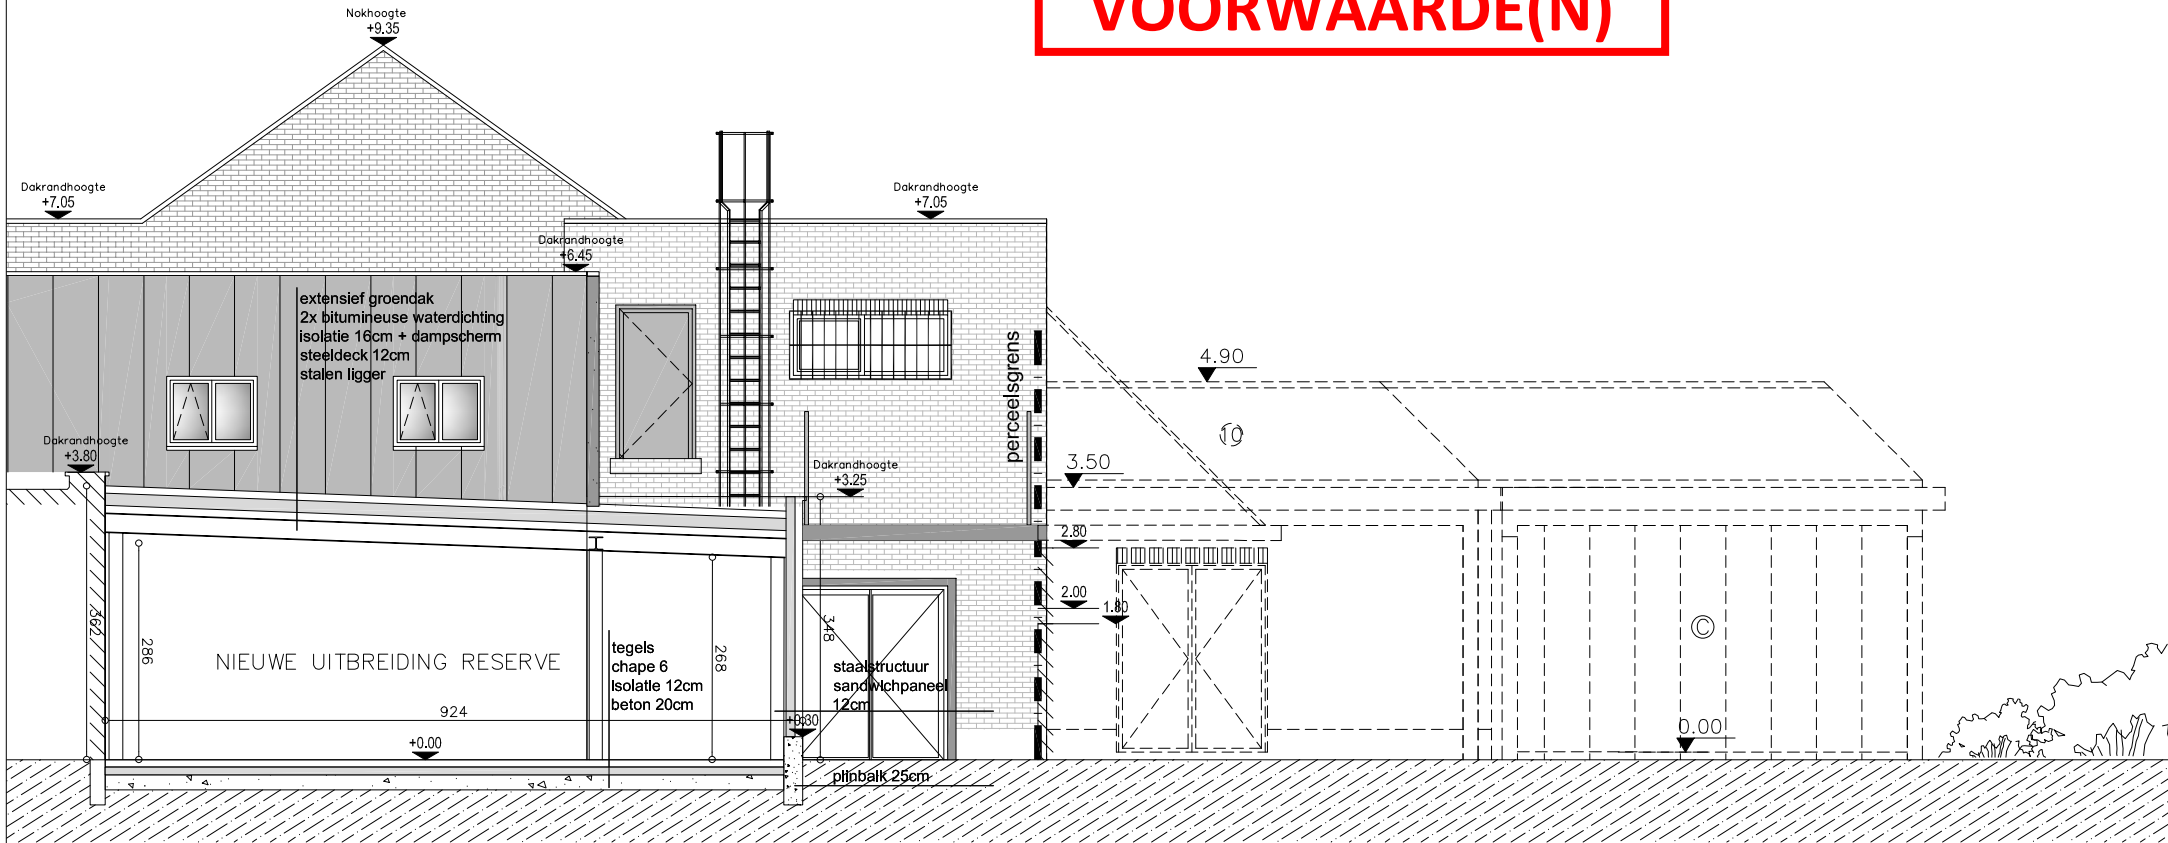 VOORWAARDE(N)
Nokhoogte
+9.35
Dakrandhoogte
+7.05
Dakrandhoogte
+7.05
Dakrandhoogte
+6.45
extensief groendak
2x bitumineuse waterdichting
isolatie 16cm + dampscherm
steeldeck 12cm
stalen ligger
perceelsgrens
4.90
10
Dakrandhoogte
+3.80
Dakrandhoogte
+3.25
3.50
2.80
2.00
1.80
362
286
NIEUWE UITBREIDING RESERVE
tegels
chape 6
isolatie 12cm
beton 20cm
268
348
staalstructuur
sandwichpaneel
12cm
©
924
+0.00
+0.30
0.00
plinbalk 25cm